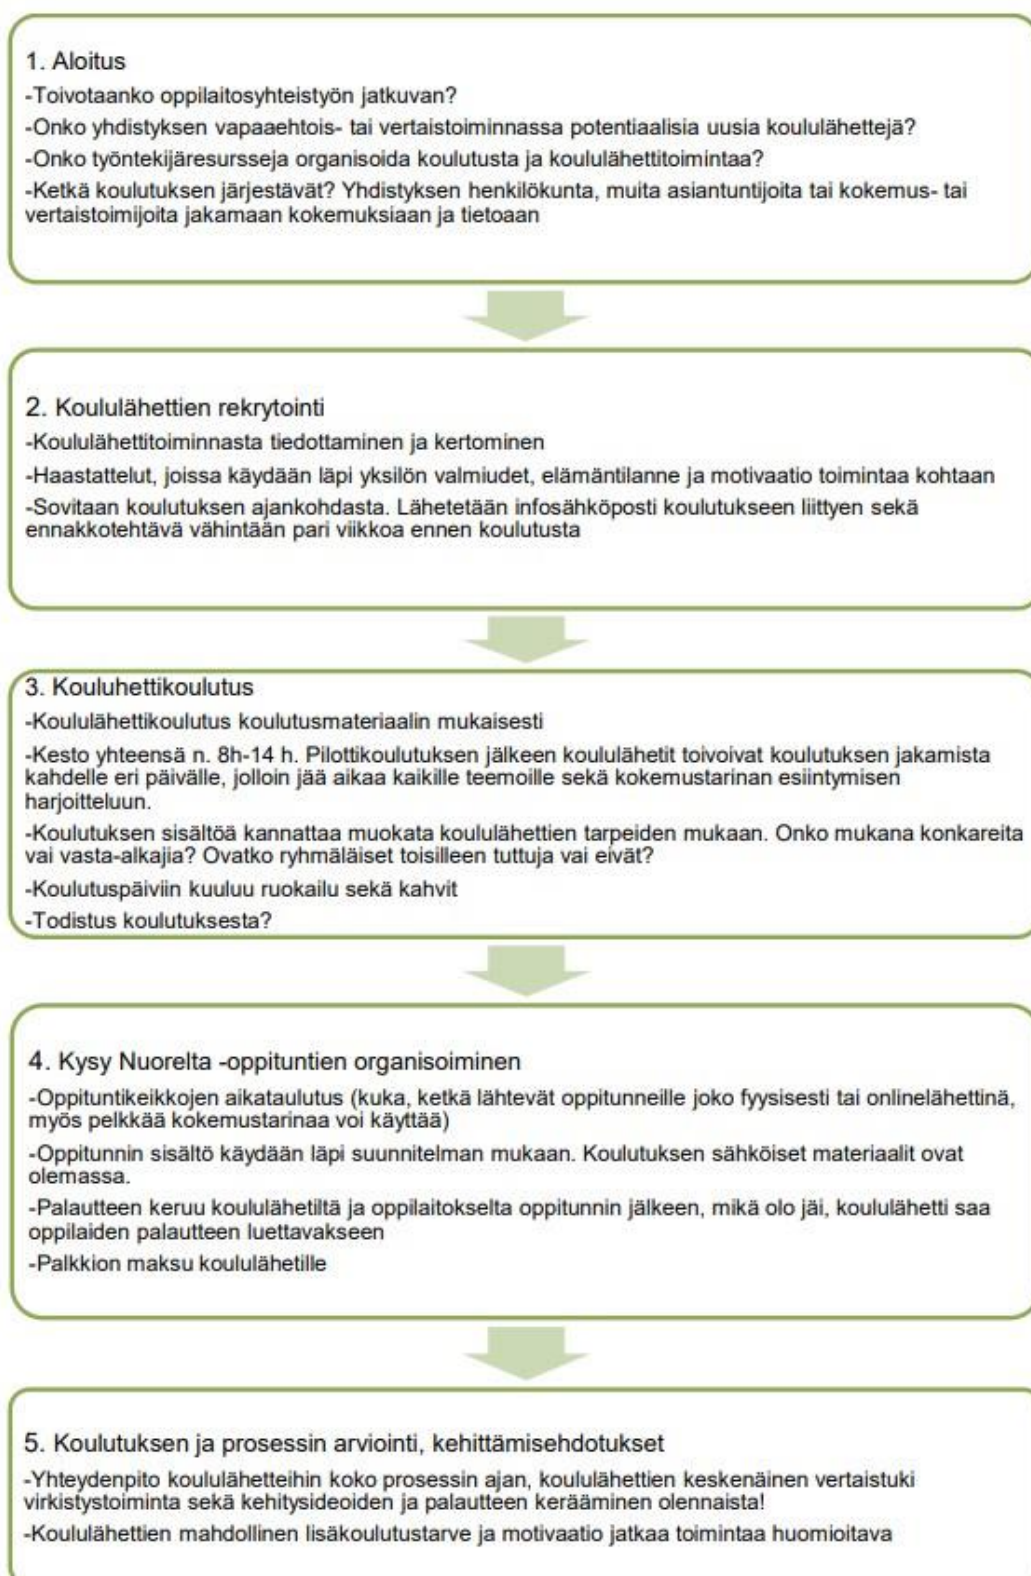 1. Aloitus
-Toivotaanko oppilaitosyhteistyön jatkuvan?
-Onko yhdistyksen vapaaehtois- tai vertaistoiminnassa potentiaalisia uusia koululähettejä?
-Onko työntekijäresursseja organisoida koulutusta ja koululähettitoimintaa?
-Ketkä koulutuksen järjestävät? Yhdistyksen henkilökunta, muita asiantuntijoita tai kokemus- tai
vertaistoimijoita jakamaan kokemuksiaan ja tietoaan
2. Koululähettien rekrytointi
-Koululähettitoiminnasta tiedottaminen ja kertominen
-Haastattelut, joissa käydään läpi yksilön valmiudet, elämäntilanne ja motivaatio toimintaa kohtaan
-Sovitaan koulutuksen ajankohdasta. Lähetetään infosähköposti koulutukseen liittyen sekä
ennakkotehtävä vähintään pari viikkoa ennen koulutusta
3. Kouluhettikoulutus
-Koululähettikoulutus koulutusmateriaalin mukaisesti
-Kesto yhteensä n. 8h-14 h. Pilottikoulutuksen jälkeen koululähetit toivoivat koulutuksen jakamista
kahdelle eri päivälle, jolloin jää aikaa kaikille teemoille sekä kokemustarinan esiintymisen
harjoitteluun.
-Koulutuksen sisältöä kannattaa muokata koululähettien tarpeiden mukaan. Onko mukana konkareita
vai vasta-alkajia? Ovatko ryhmäläiset toisilleen tuttuja vai eivät?
-Koulutuspäiviin kuuluu ruokailu sekä kahvit
-Todistus koulutuksesta?
4. Kysy Nuorelta -oppituntien organisoiminen
-Oppituntikeikkojen aikataulutus (kuka, ketkä lähtevät oppitunneille joko fyysisesti tai onlinelähettinä,
myös pelkkää kokemustarinaa voi käyttää)
-Oppitunnin sisältö käydään läpi suunnitelman mukaan. Koulutuksen sähköiset materiaalit ovat
olemassa.
-Palautteen keruu koululähetiltä ja oppilaitokselta oppitunnin jälkeen, mikä olo jäi, koululähetti saa
oppilaiden palautteen luettavakseen
-Palkkion maksu koululähetille
5. Koulutuksen ja prosessin arviointi, kehittämisehdotukset
-Yhteydenpito koululähetteihin koko prosessin ajan, koululähettien keskenäinen vertaistuki
virkistystoiminta sekä kehitysideoiden ja palautteen kerääminen olennaista!
-Koululähettien mahdollinen lisäkoulutustarve ja motivaatio jatkaa toimintaa huomioitava